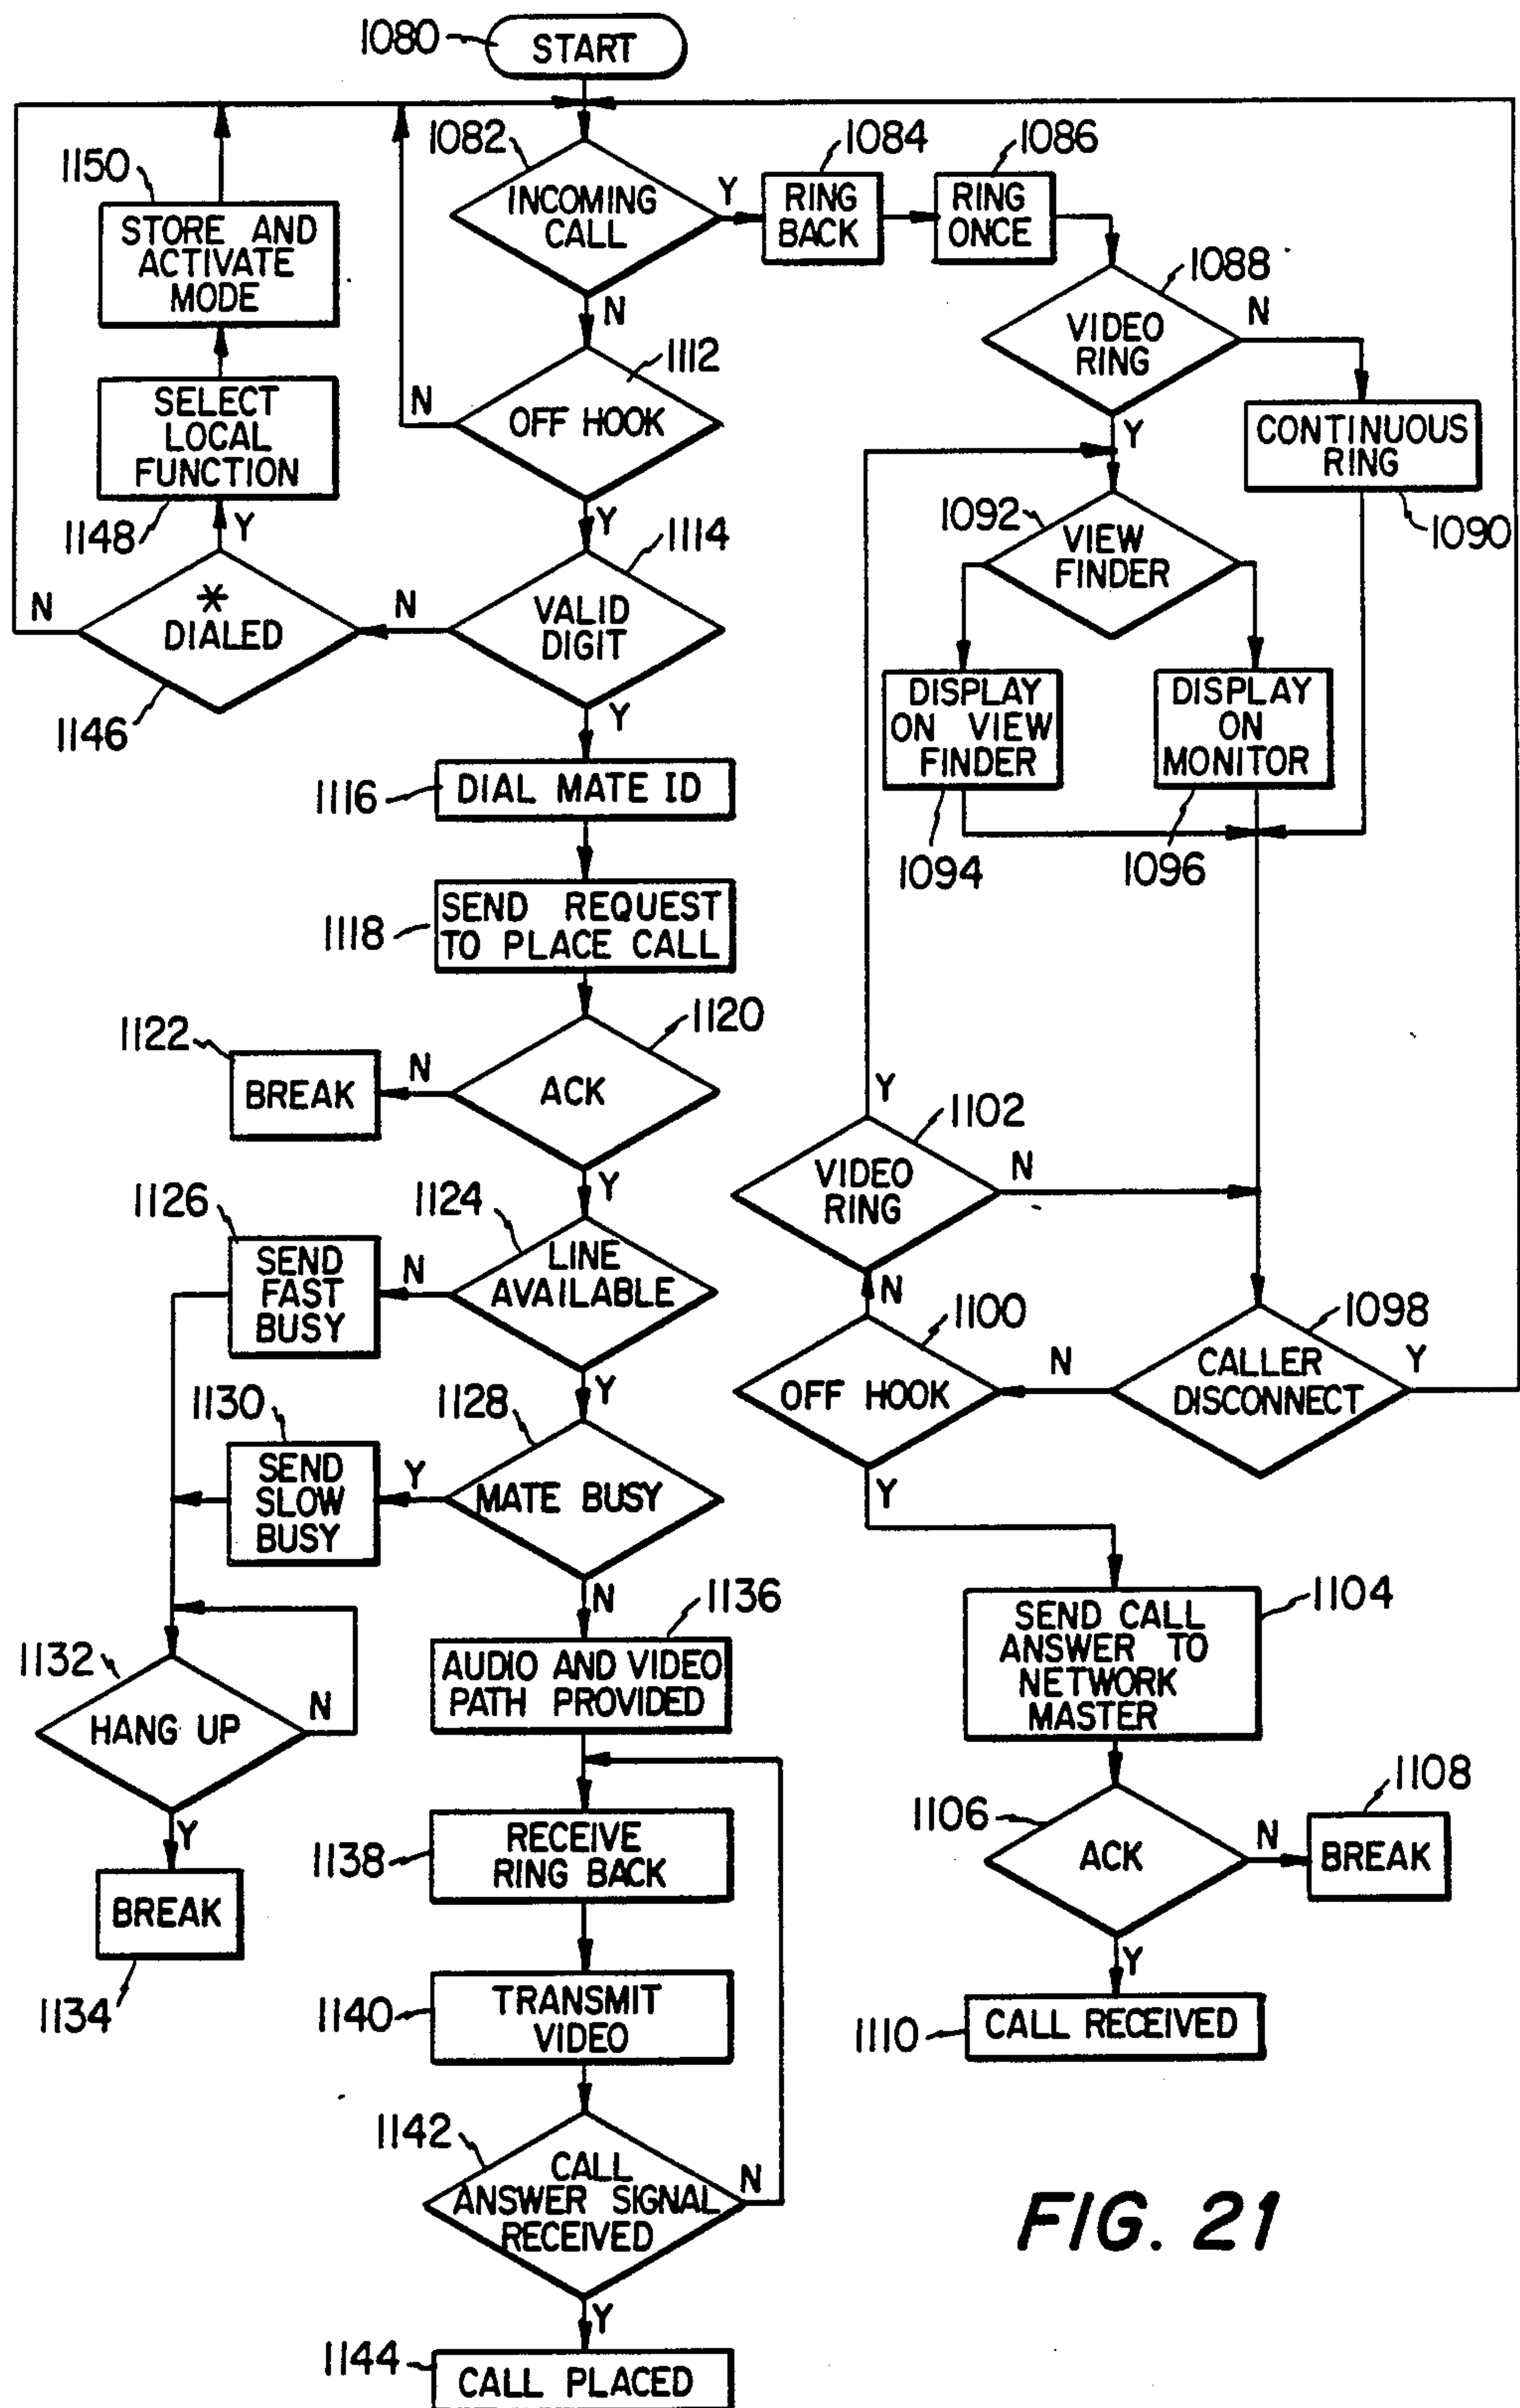 1080
START
1082
INCOMING
CALL
Y
N
1084
RING
BACK
1086
RING
ONCE
1088
VIDEO
RING
N
Y
CONTINUOUS
RING
1090
1092
VIEW
FINDER
DISPLAY
ON VIEW
FINDER
1094
DISPLAY
ON
MONITOR
1096
1150
STORE AND
ACTIVATE
MODE
SELECT
LOCAL
FUNCTION
1148
Y
*
DIALED
N
1146
1112
OFF HOOK
N
Y
1114
VALID
DIGIT
N
Y
1116
DIAL MATE ID
1118
SEND REQUEST
TO PLACE CALL
1120
ACK
N
Y
1122
BREAK
1124
LINE
AVAILABLE
N
Y
1126
SEND
FAST
BUSY
1128
MATE BUSY
Y
N
1130
SEND
SLOW
BUSY
1132
HANG UP
N
Y
BREAK
1134
1136
AUDIO AND VIDEO
PATH PROVIDED
1138
RECEIVE
RING BACK
1140
TRANSMIT
VIDEO
1142
CALL
ANSWER SIGNAL
RECEIVED
N
Y
1144
CALL PLACED
1098
CALLER
DISCONNECT
Y
N
1100
OFF HOOK
N
Y
1102
VIDEO
RING
Y
N
1104
SEND CALL
ANSWER TO
NETWORK
MASTER
1106
ACK
N
Y
1108
BREAK
1110
CALL RECEIVED
FIG. 21